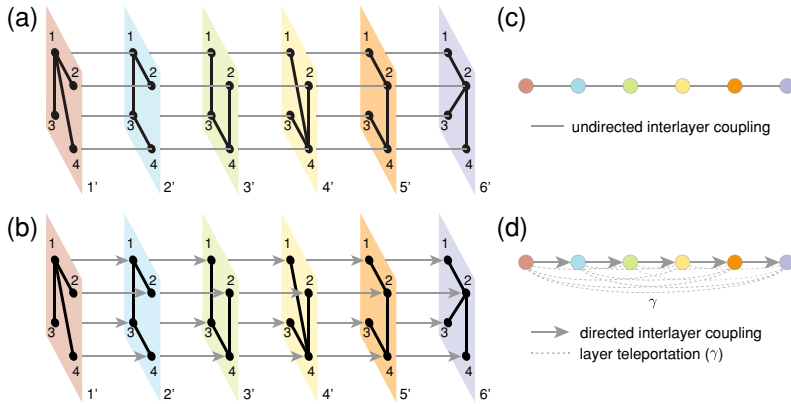 (a)
1 1 1 1 1 1
2 2 2 2 2 2
3 3 3 3 3 3
4 4 4 4 4 4
1' 2' 3' 4' 5' 6'
(c)
undirected interlayer coupling
(b)
1 1 1 1 1 1
2 2 2 2 2 2
3 3 3 3 3 3
4 4 4 4 4 4
1' 2' 3' 4' 5' 6'
(d)
γ
directed interlayer coupling
layer teleportation (γ)